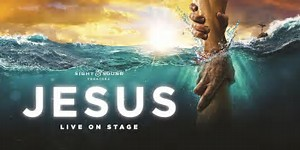 SIGHT & SOUND
THEATRES
JESUS
LIVE ON STAGE